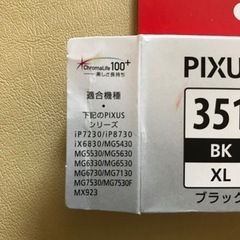 ChromaLife 100+
美しさ長持ち
適合機種・
下記のPIXUS
シリーズ
iP7230/iP8730
iX6830/MG5430
MG5530/MG5630
MG6330/MG6530
MG6730/MG7130
MG7530/MG7530F
MX923
PIXUS
351
BK
XL
ブラック